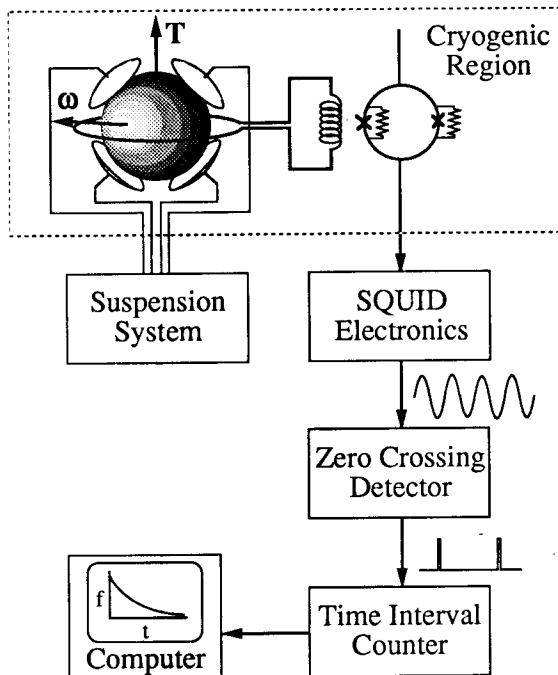 T
Cryogenic
Region
ω
Suspension
System
SQUID
Electronics
Zero Crossing
Detector
Time Interval
Counter
f
t
Computer